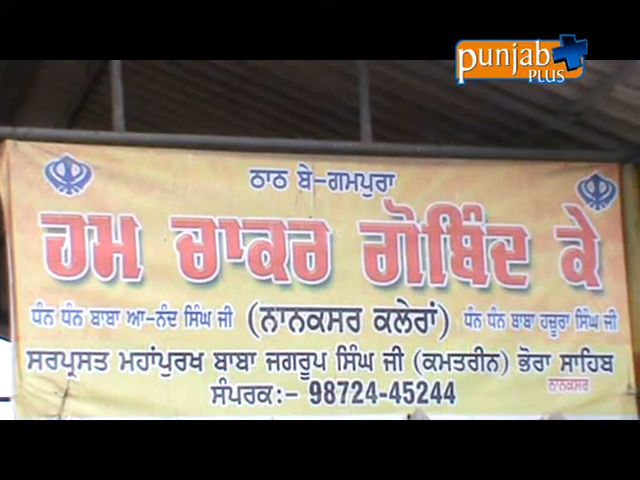 punjab
PLUS
ਠਾਠ ਬੇ-ਗਮਪੁਰਾ
ਹਮ ਚਾਕਰ ਗੋਬਿੰਦ ਕੇ
ਧੰਨ ਧੰਨ ਬਾਬਾ ਆ-ਨੰਦ ਸਿੰਘ ਜੀ (ਨਾਨਕਸਰ ਕਲੇਰਾਂ) ਧੰਨ ਧੰਨ ਬਾਬਾ ਹਜ਼ੂਰਾ ਸਿੰਘ ਜੀ
ਸਰਪ੍ਰਸਤ ਮਹਾਂਪੁਰਖ ਬਾਬਾ ਜਗਰੂਪ ਸਿੰਘ ਜੀ (ਕਮਤਰੀਨ) ਭੋਰਾ ਸਾਹਿਬ
ਨਾਨਕਸਰ
ਸੰਪਰਕ:- 98724-45244